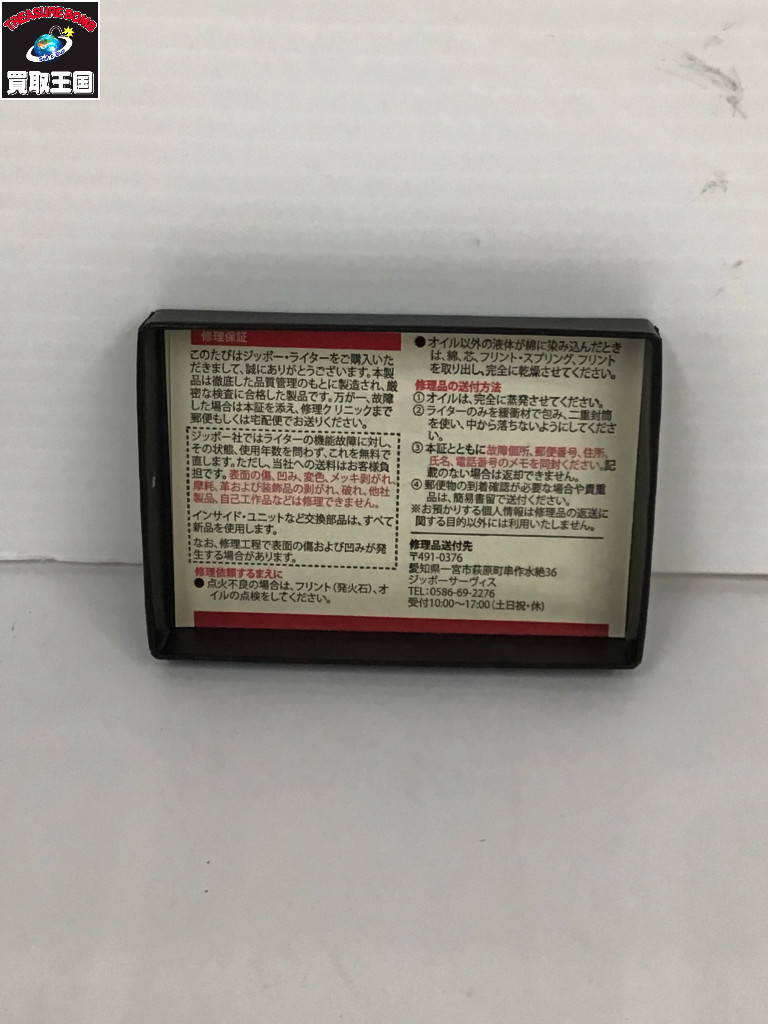 TREASURE BOMB
買取王国
修理保証
このたびはジッポー・ライターをご購入いた
だきまして、誠にありがとうございます。本製
品は徹底した品質管理のもとに製造され、厳
密な検査に合格した製品です。万が一、故障
した場合は本証を添え、修理クリニックまで
郵便もしくは宅配便でお送りください。
ジッポー社ではライターの機能故障に対し、
その状態、使用年数を問わず、これを無料で
直します。ただし、当社への送料はお客様負
担です。表面の傷、凹み、変色、メッキ剥がれ、
摩耗、革および装飾品の剥がれ、破れ、他社
製品、自己工作品などは修理できません。
インサイド・ユニットなど交換部品は、すべて
新品を使用します。
なお、修理工程で表面の傷および凹みが発
生する場合があります。
修理依頼するまえに
●点火不良の場合は、フリント(発火石)、オ
イルの点検をしてください。
●オイル以外の液体が綿に染み込んだとき
は、綿、芯、フリント・スプリング、フリント
を取り出し、完全に乾燥させてください。
修理品の送付方法
①オイルは、完全に蒸発させてください。
②ライターのみを緩衝材で包み、二重封筒
を使い、中から落ちないようにしてくださ
い。
③本証とともに故障個所、郵便番号、住所、
氏名、電話番号のメモを同封ください。記
載のない場合は返却できません。
④郵便物の到着確認が必要な場合や貴重
品は、簡易書留で送付ください。
※お預かりする個人情報は修理品の返送に
関する目的以外には利用いたしません。
修理品送付先
〒491-0376
愛知県一宮市萩原町串作水絶36
ジッポーサーヴィス
TEL:0586-69-2276
受付10:00〜17:00(土日祝・休)